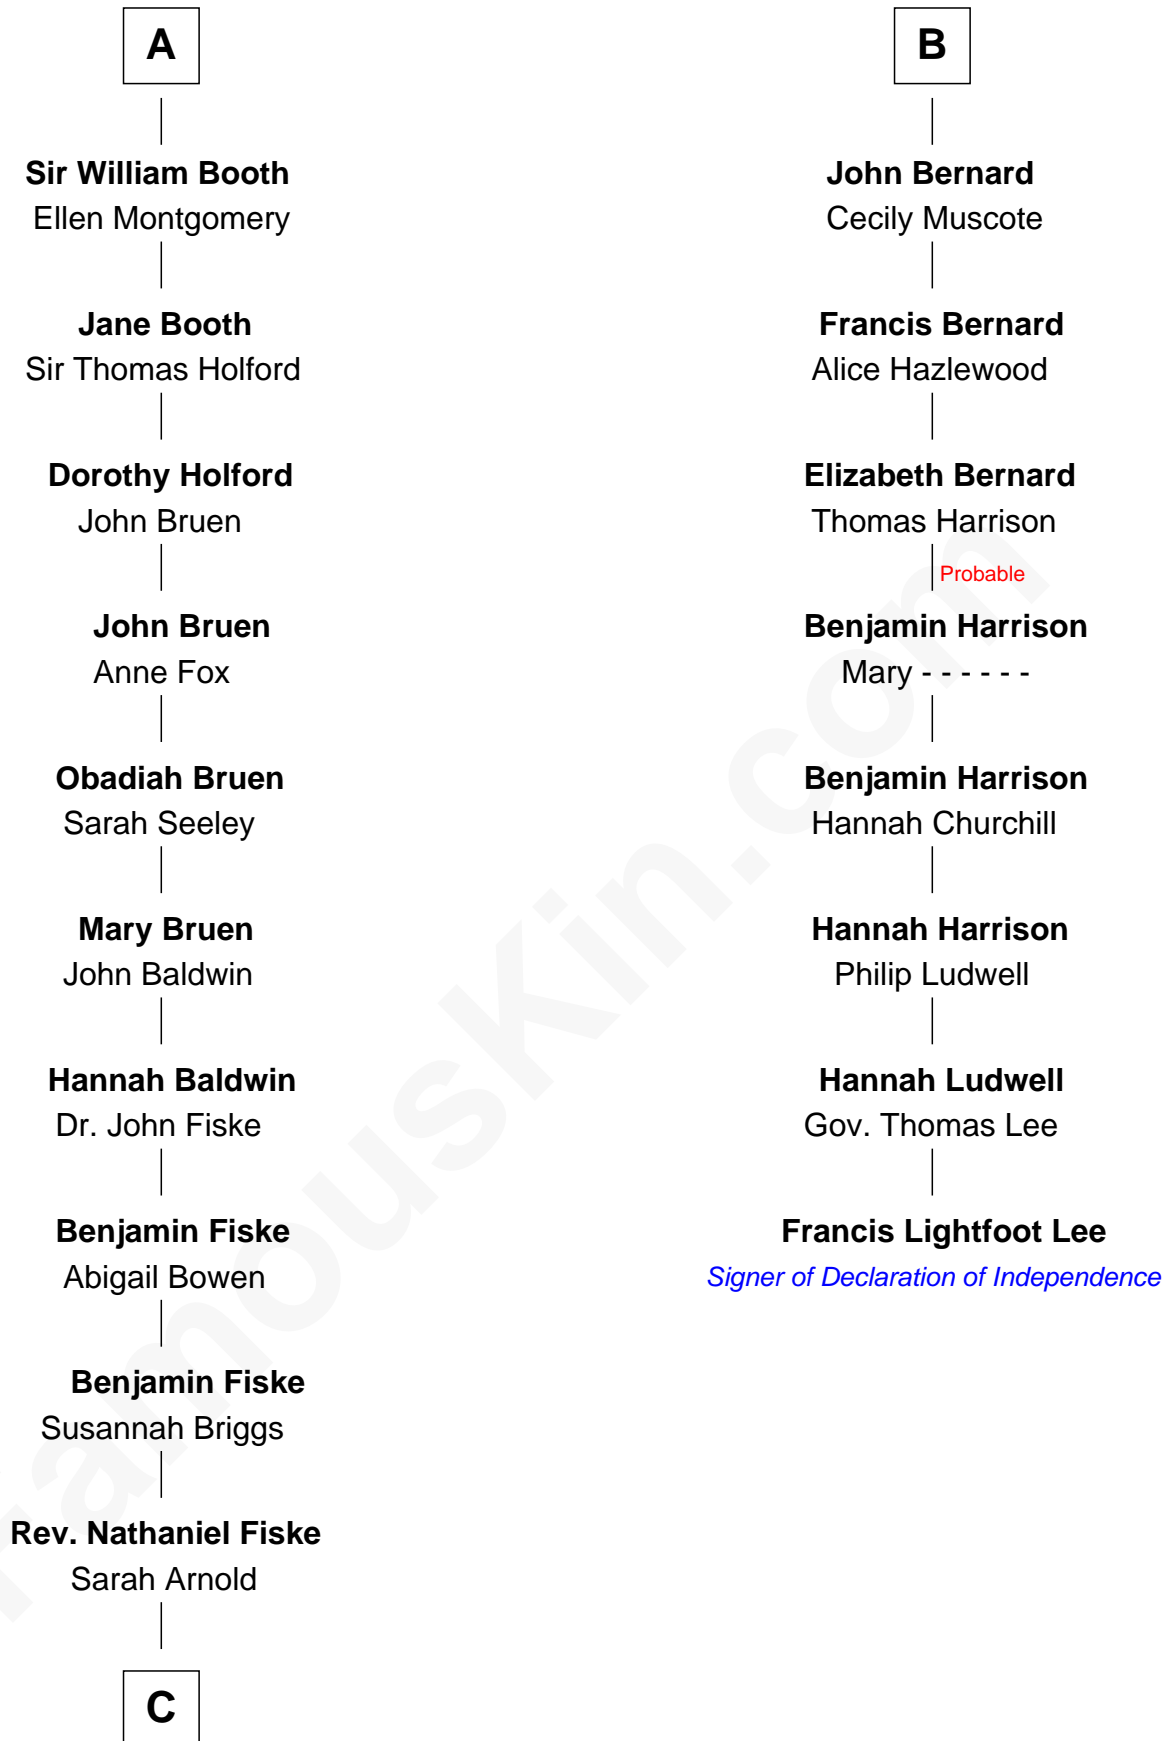 A
Sir William Booth
Ellen Montgomery
Jane Booth
Sir Thomas Holford
Dorothy Holford
John Bruen
John Bruen
Anne Fox
Obadiah Bruen
Sarah Seeley
Mary Bruen
John Baldwin
Hannah Baldwin
Dr. John Fiske
Benjamin Fiske
Abigail Bowen
Benjamin Fiske
Susannah Briggs
Rev. Nathaniel Fiske
Sarah Arnold
C
B
John Bernard
Cecily Muscote
Francis Bernard
Alice Hazlewood
Elizabeth Bernard
Thomas Harrison
Probable
Benjamin Harrison
Mary - - - - - -
Benjamin Harrison
Hannah Churchill
Hannah Harrison
Philip Ludwell
Hannah Ludwell
Gov. Thomas Lee
Francis Lightfoot Lee
Signer of Declaration of Independence
FamousKin.com